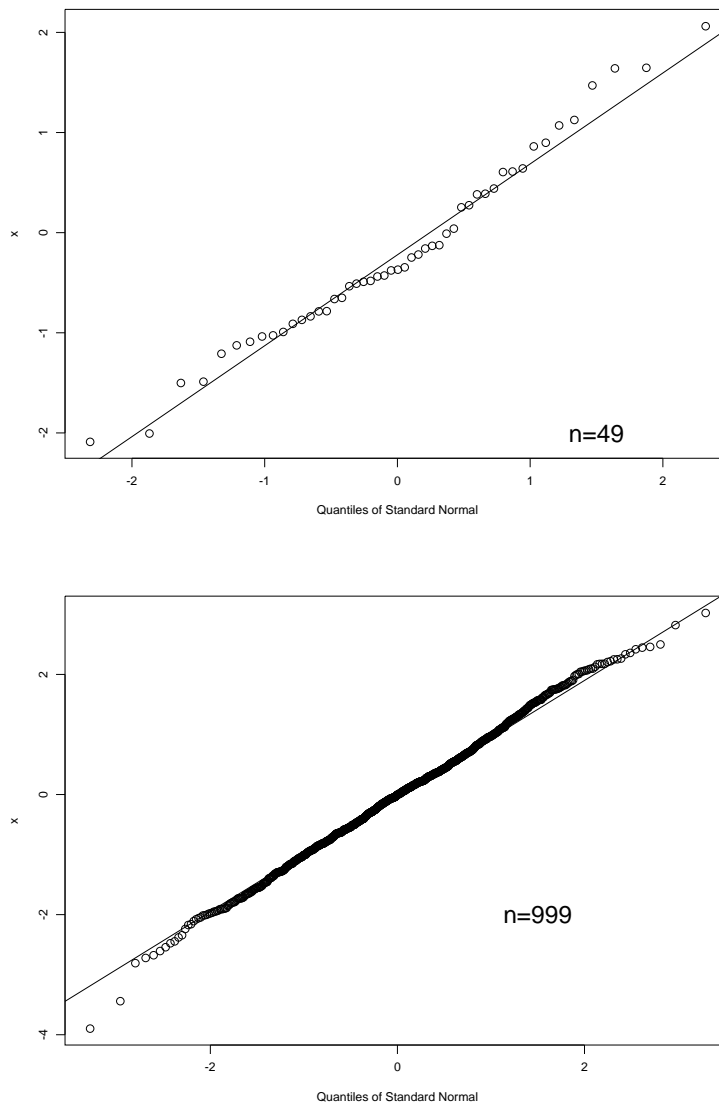 2
1
0
-1
-2
x
n=49
-2 -1 0 1 2
Quantiles of Standard Normal
2
0
-2
-4
x
n=999
-2 0 2
Quantiles of Standard Normal